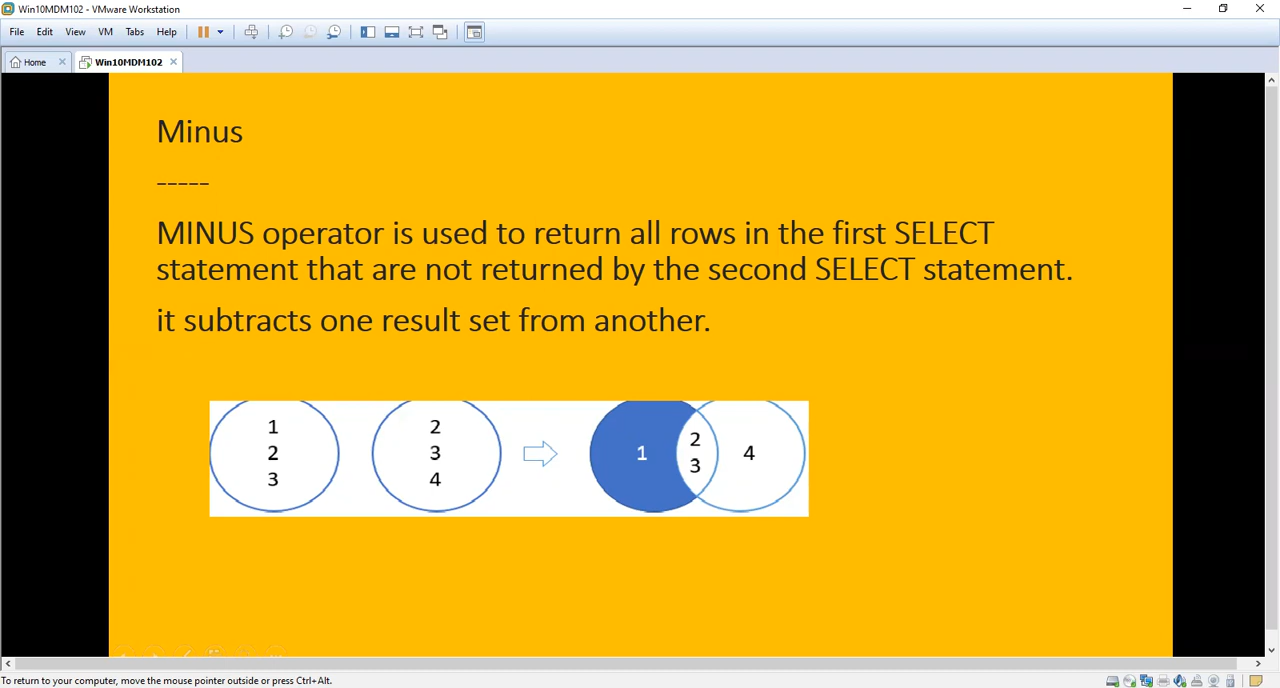 Win10MDM102 - VMware Workstation
File Edit View VM Tabs Help
Home Win10MDM102
Minus
-----
MINUS operator is used to return all rows in the first SELECT
statement that are not returned by the second SELECT statement.
it subtracts one result set from another.
1
2
3
2
3
4
1
2
3
4
To return to your computer, move the mouse pointer outside or press Ctrl+Alt.